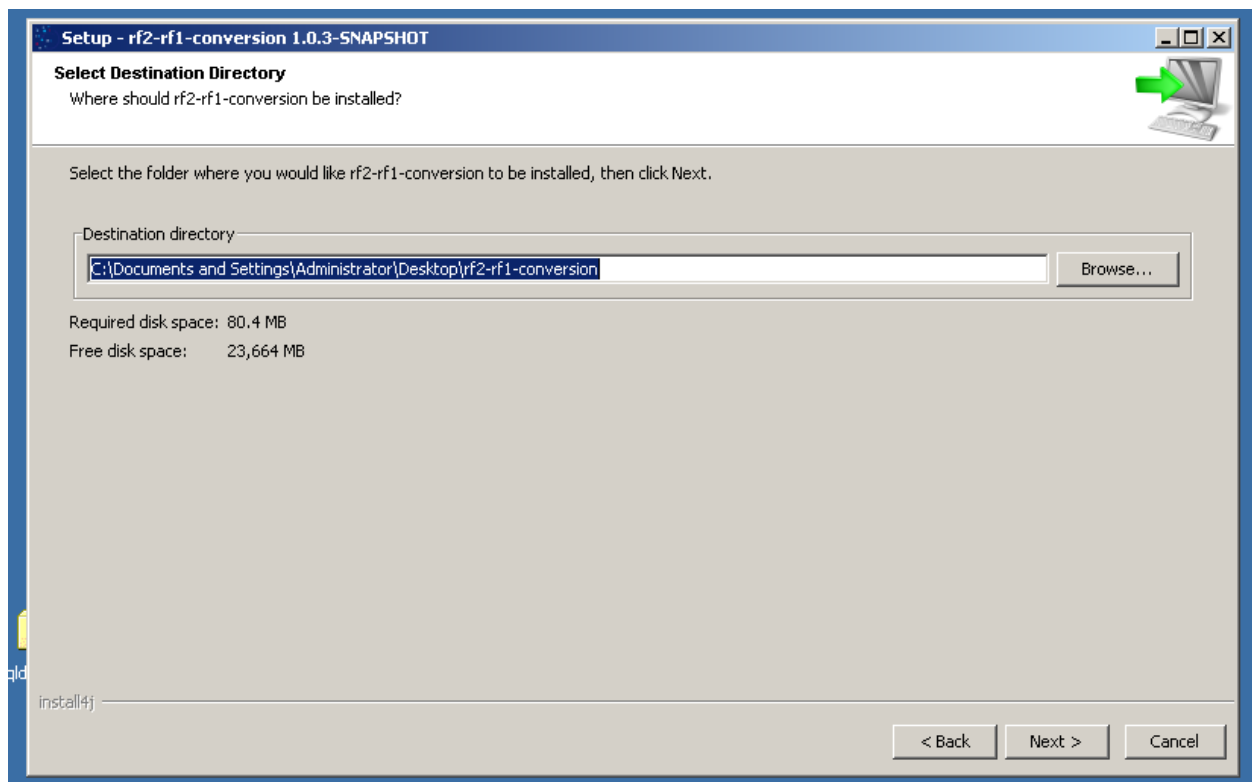 Setup - rf2-rf1-conversion 1.0.3-SNAPSHOT
Select Destination Directory
Where should rf2-rf1-conversion be installed?
Select the folder where you would like rf2-rf1-conversion to be installed, then click Next.
Destination directory
C:\Documents and Settings\Administrator\Desktop\rf2-rf1-conversion
Browse...
Required disk space: 80.4 MB
Free disk space: 23,664 MB
qld
install4j
< Back Next > Cancel